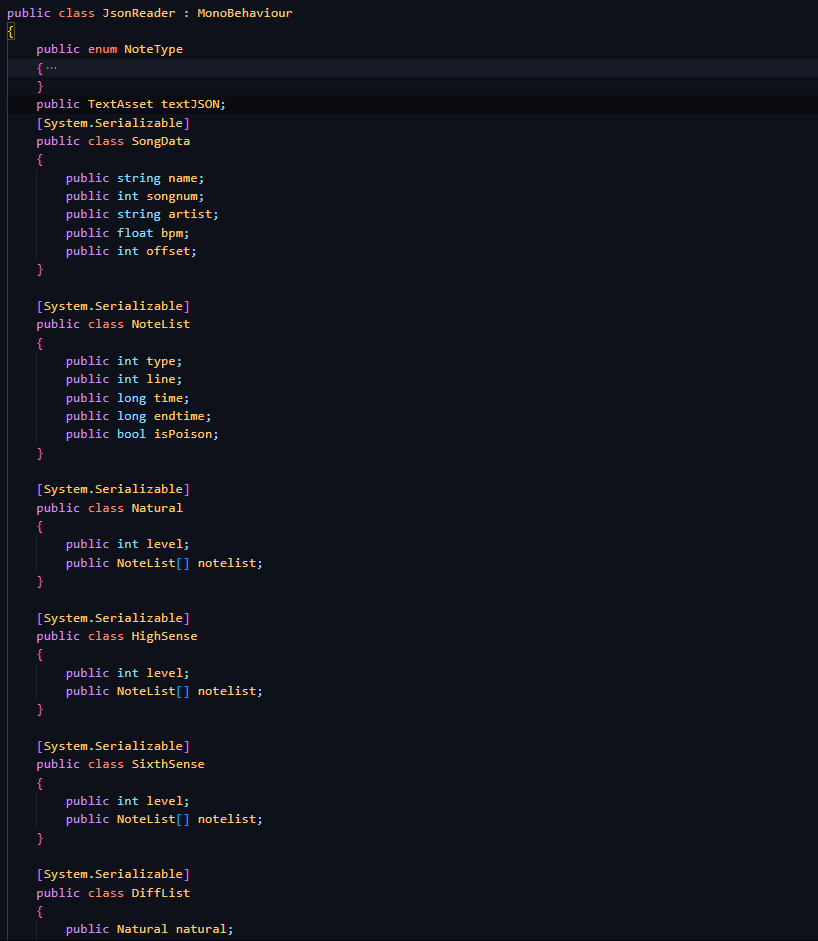 public class JsonReader : MonoBehaviour
{
    public enum NoteType
    {···
    }
    public TextAsset textJSON;
    [System.Serializable]
    public class SongData
    {
        public string name;
        public int songnum;
        public string artist;
        public float bpm;
        public int offset;
    }

    [System.Serializable]
    public class NoteList
    {
        public int type;
        public int line;
        public long time;
        public long endtime;
        public bool isPoison;
    }

    [System.Serializable]
    public class Natural
    {
        public int level;
        public NoteList[] notelist;
    }

    [System.Serializable]
    public class HighSense
    {
        public int level;
        public NoteList[] notelist;
    }

    [System.Serializable]
    public class SixthSense
    {
        public int level;
        public NoteList[] notelist;
    }

    [System.Serializable]
    public class DiffList
    {
        public Natural natural;